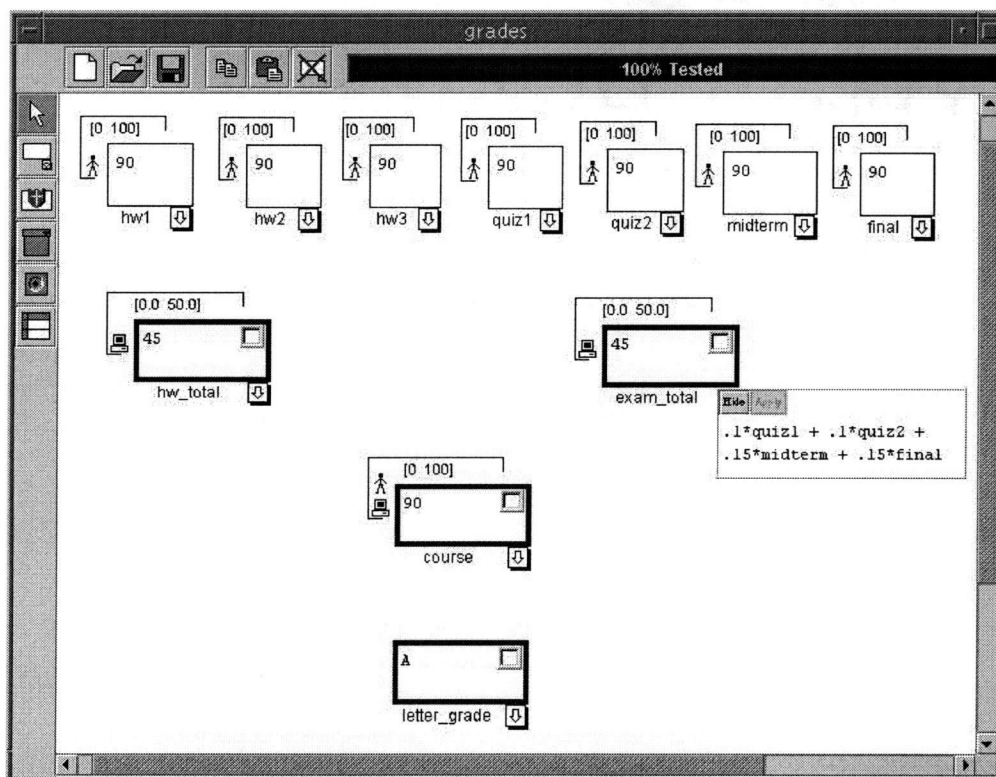 grades
100% Tested
[0 100] [0 100] [0 100] [0 100] [0 100] [0 100] [0 100]
90 90 90 90 90 90 90
hw1 hw2 hw3 quiz1 quiz2 midterm final
[0.0 50.0] [0.0 50.0]
45 45
hw_total exam_total
Hide Apply
.1*quiz1 + .1*quiz2 +
.15*midterm + .15*final
[0 100]
90
course
A
letter_grade